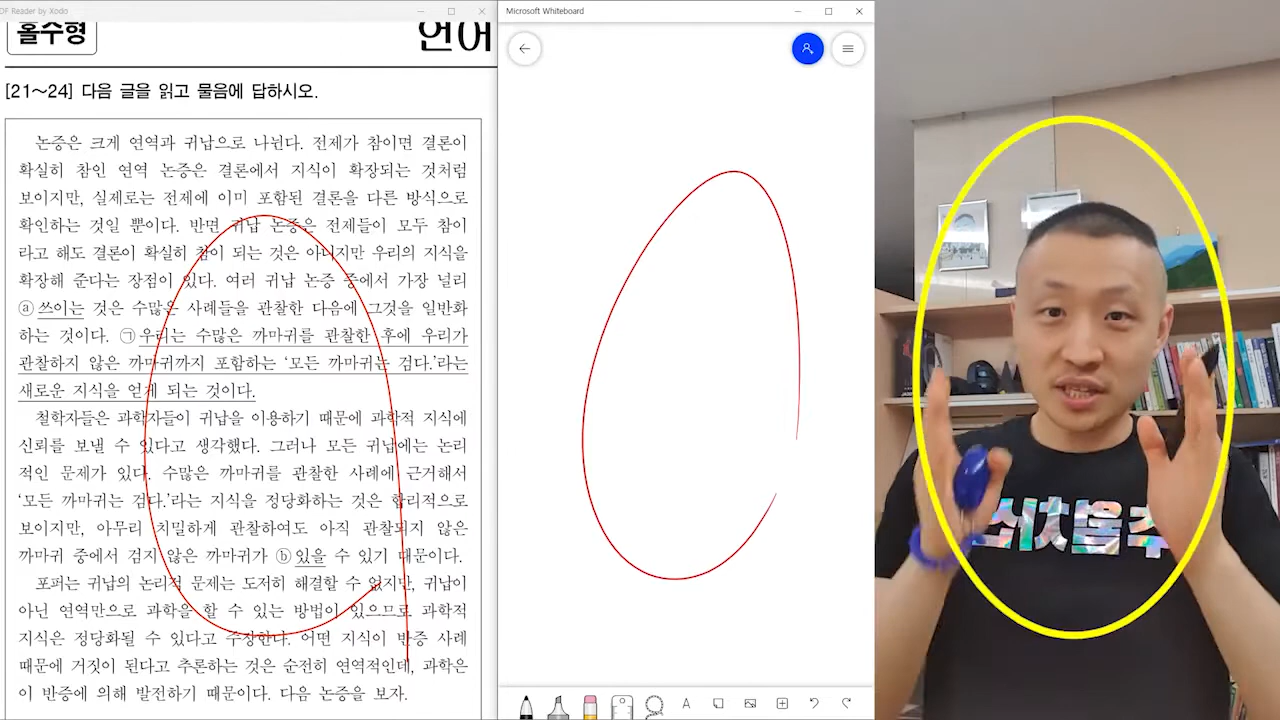 DF Reader by Xodo
홀수형
언어
[21～24] 다음 글을 읽고 물음에 답하시오.
논증은 크게 연역과 귀납으로 나뉜다. 전제가 참이면 결론이
확실히 참인 연역 논증은 결론에서 지식이 확장되는 것처럼
보이지만, 실제로는 전제에 이미 포함된 결론을 다른 방식으로
확인하는 것일 뿐이다. 반면 귀납 논증은 전제들이 모두 참이
라고 해도 결론이 확실히 참이 되는 것은 아니지만 우리의 지식을
확장해 준다는 장점이 있다. 여러 귀납 논증 중에서 가장 널리
ⓐ 쓰이는 것은 수많은 사례들을 관찰한 다음에 그것을 일반화
하는 것이다. ㉠ 우리는 수많은 까마귀를 관찰한 후에 우리가
관찰하지 않은 까마귀까지 포함하는 ‘모든 까마귀는 검다.’라는
새로운 지식을 얻게 되는 것이다.
철학자들은 과학자들이 귀납을 이용하기 때문에 과학적 지식에
신뢰를 보낼 수 있다고 생각했다. 그러나 모든 귀납에는 논리
적인 문제가 있다. 수많은 까마귀를 관찰한 사례에 근거해서
‘모든 까마귀는 검다.’라는 지식을 정당화하는 것은 합리적으로
보이지만, 아무리 치밀하게 관찰하여도 아직 관찰되지 않은
까마귀 중에서 검지 않은 까마귀가 ⓑ 있을 수 있기 때문이다.
포퍼는 귀납의 논리적 문제는 도저히 해결할 수 없지만, 귀납이
아닌 연역만으로 과학을 할 수 있는 방법이 있으므로 과학적
지식은 정당화될 수 있다고 주장한다. 어떤 지식이 반증 사례
때문에 거짓이 된다고 추론하는 것은 순전히 연역적인데, 과학은
이 반증에 의해 발전하기 때문이다. 다음 논증을 보자.
Microsoft Whiteboard